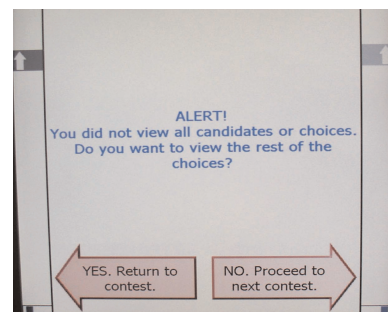 ALERT!
You did not view all candidates or choices.
Do you want to view the rest of the
choices?
YES. Return to
contest.
NO. Proceed to
next contest.